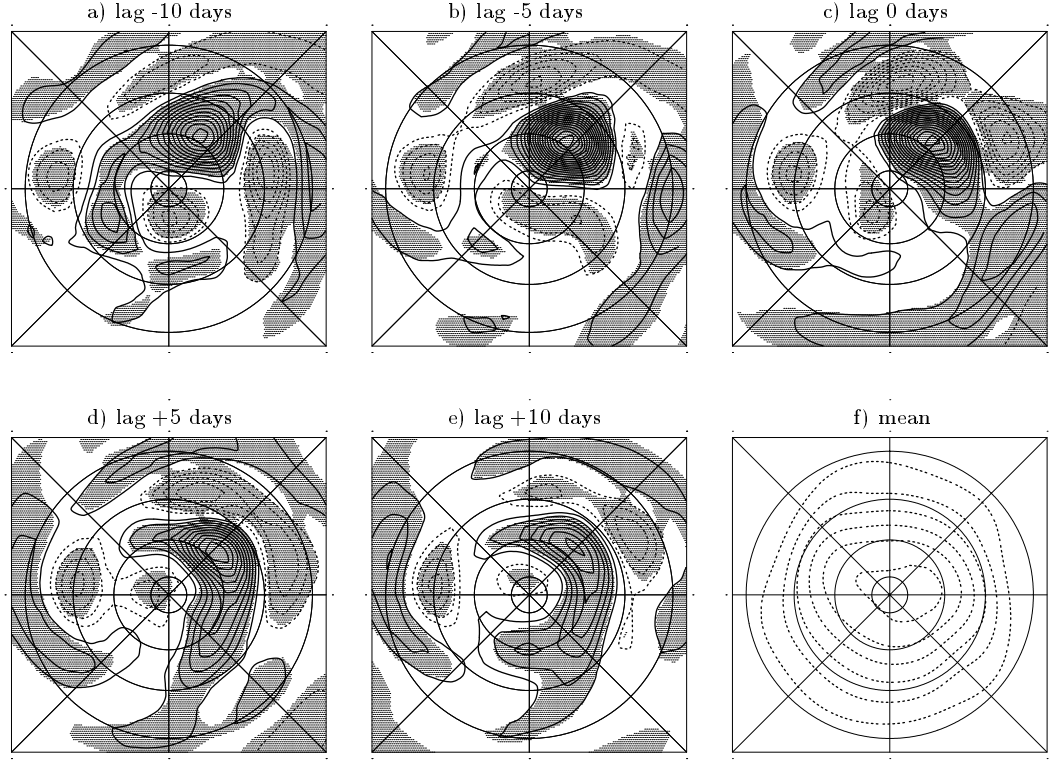 a) lag -10 days
b) lag -5 days
c) lag 0 days
d) lag +5 days
e) lag +10 days
f) mean